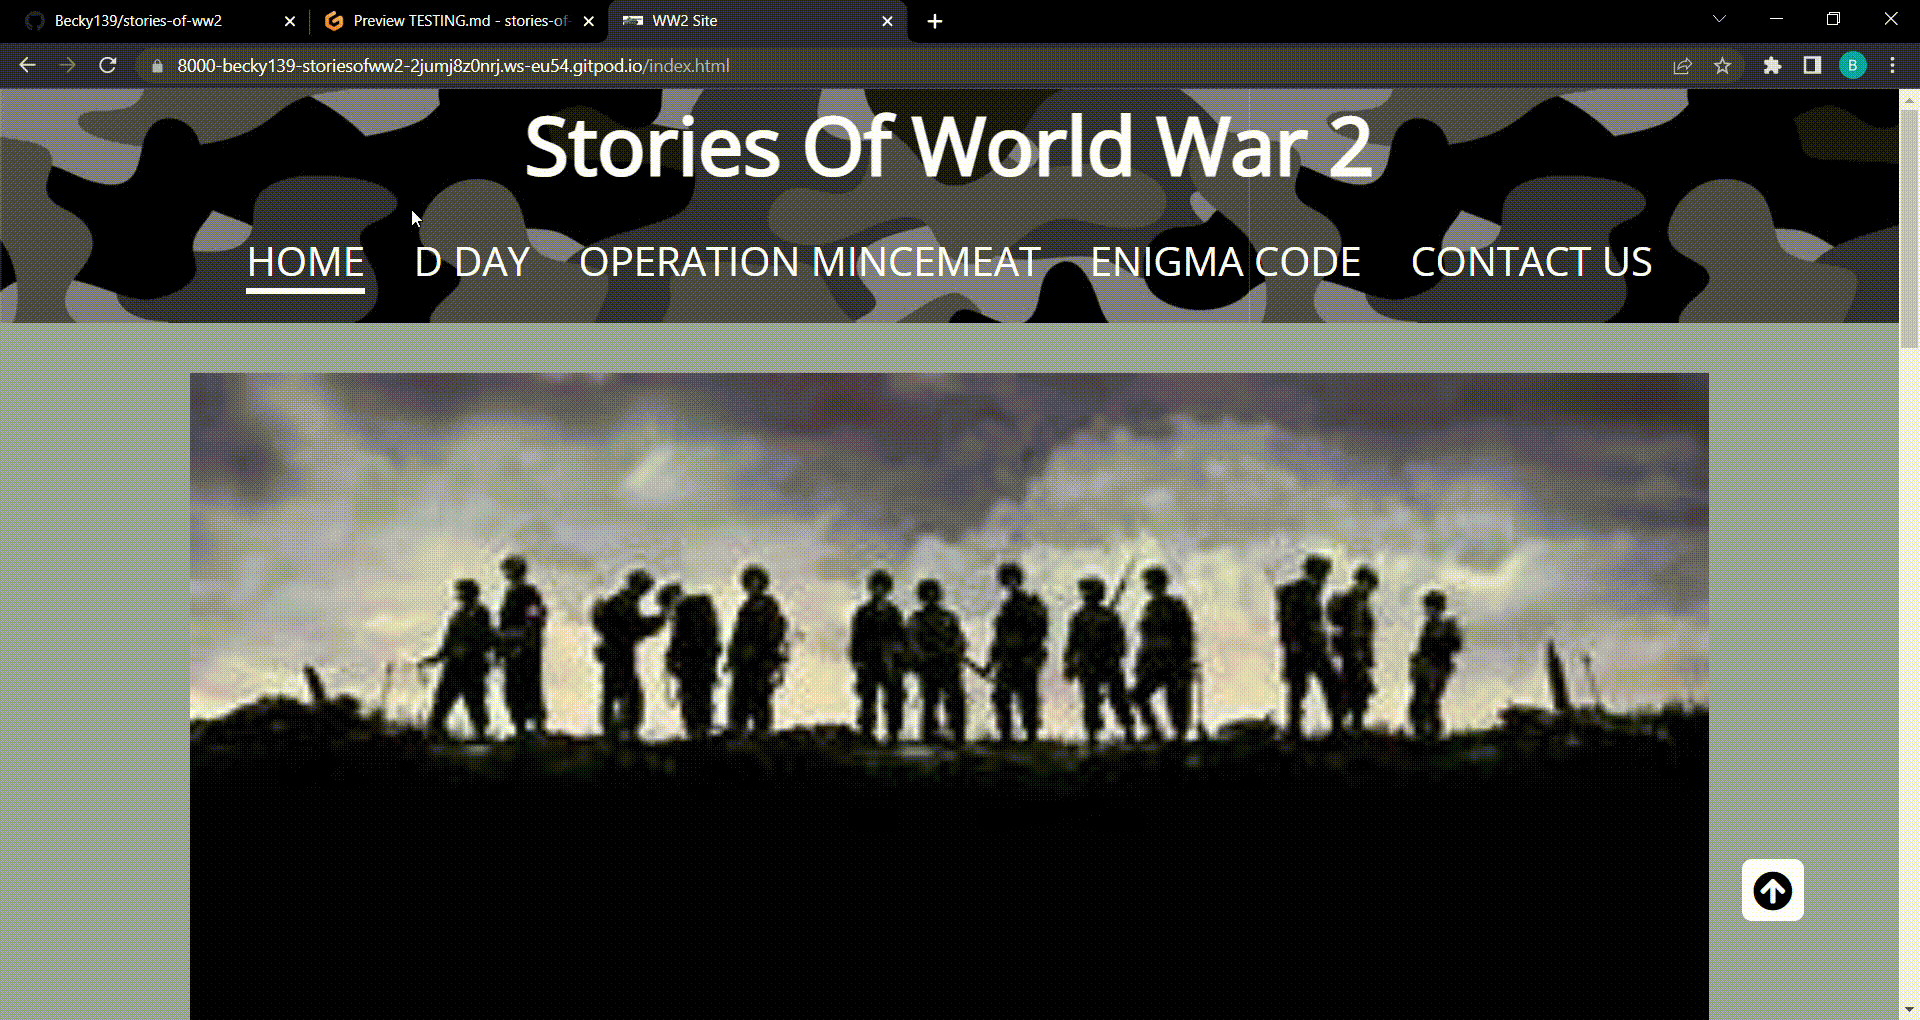 Becky139/stories-of-ww2
Preview TESTING.md - stories-of-
WW2 Site
8000-becky139-storiesofww2-2jumj8z0nrj.ws-eu54.gitpod.io/index.html
B
Stories Of World War 2
HOME D DAY OPERATION MINCEMEAT ENIGMA CODE CONTACT US